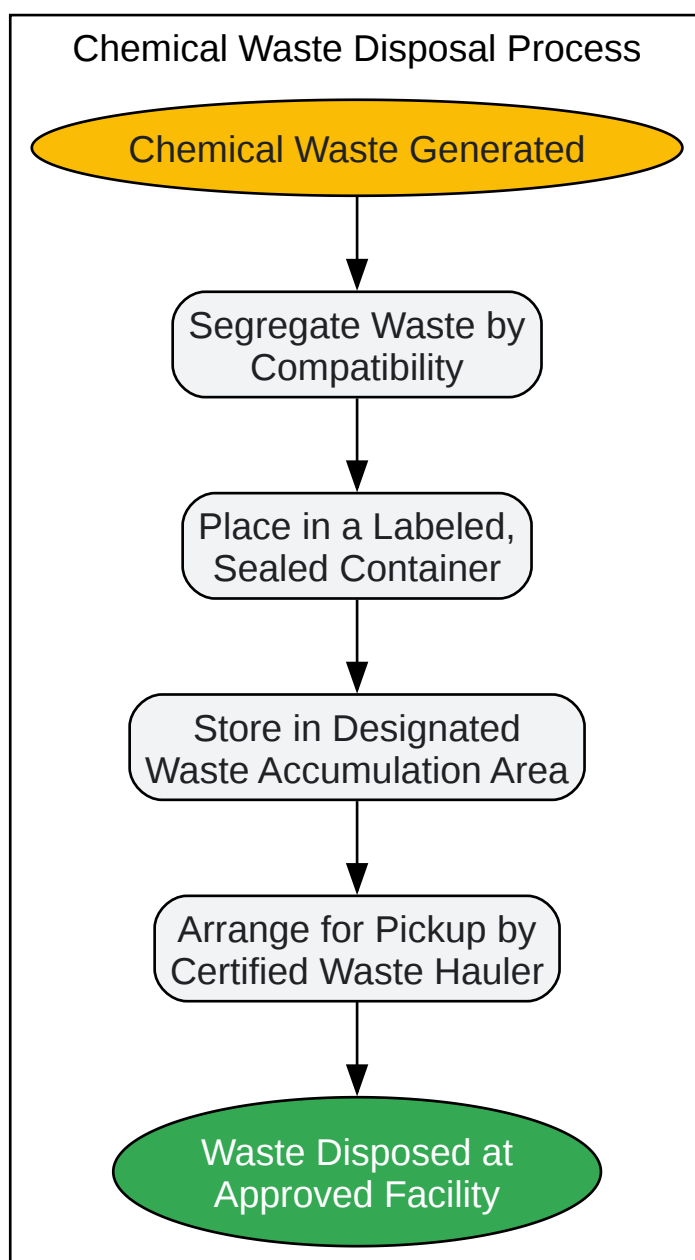 Chemical Waste Disposal Process
Chemical Waste Generated
Segregate Waste by
Compatibility
Place in a Labeled,
Sealed Container
Store in Designated
Waste Accumulation Area
Arrange for Pickup by
Certified Waste Hauler
Waste Disposed at
Approved Facility